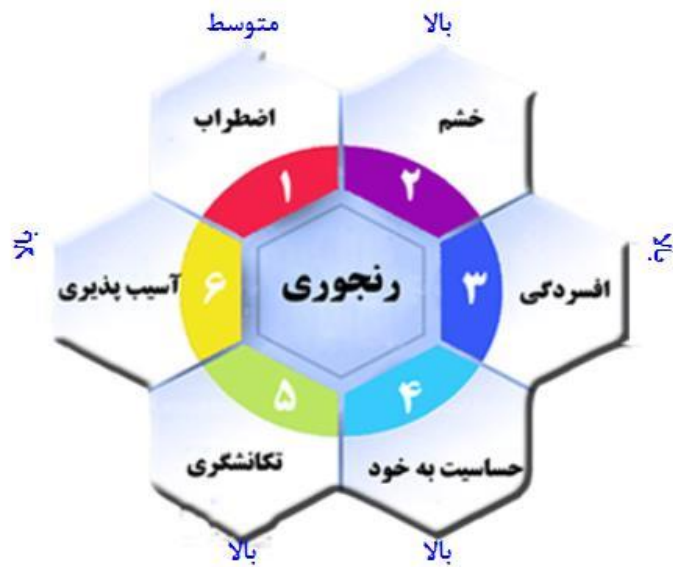 متوسط
بالا
اضطراب
خشم
۱
۲
بالا
آسیب پذیری
۶
رنجوری
۳
افسردگی
بالا
۵
۴
تکانشگری
حساسیت به خود
بالا
بالا